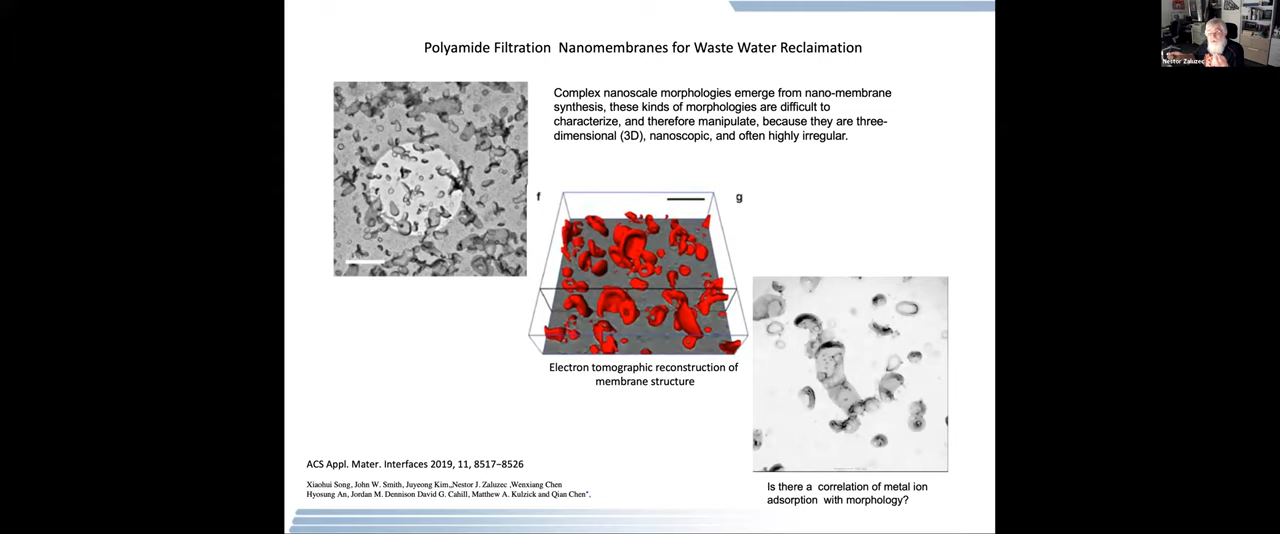 Polyamide Filtration Nanomembranes for Waste Water Reclaimation
Complex nanoscale morphologies emerge from nano-membrane
synthesis, these kinds of morphologies are difficult to
characterize, and therefore manipulate, because they are three-
dimensional (3D), nanoscopic, and often highly irregular.
f
g
Electron tomographic reconstruction of
membrane structure
ACS Appl. Mater. Interfaces 2019, 11, 8517−8526
Xiaohui Song, John W. Smith, Juyeong Kim,,Nestor J. Zaluzec ,Wenxiang Chen
Hyosung An, Jordan M. Dennison David G. Cahill, Matthew A. Kulzick and Qian Chen*,
Is there a correlation of metal ion
adsorption with morphology?
Nestor Zaluzec